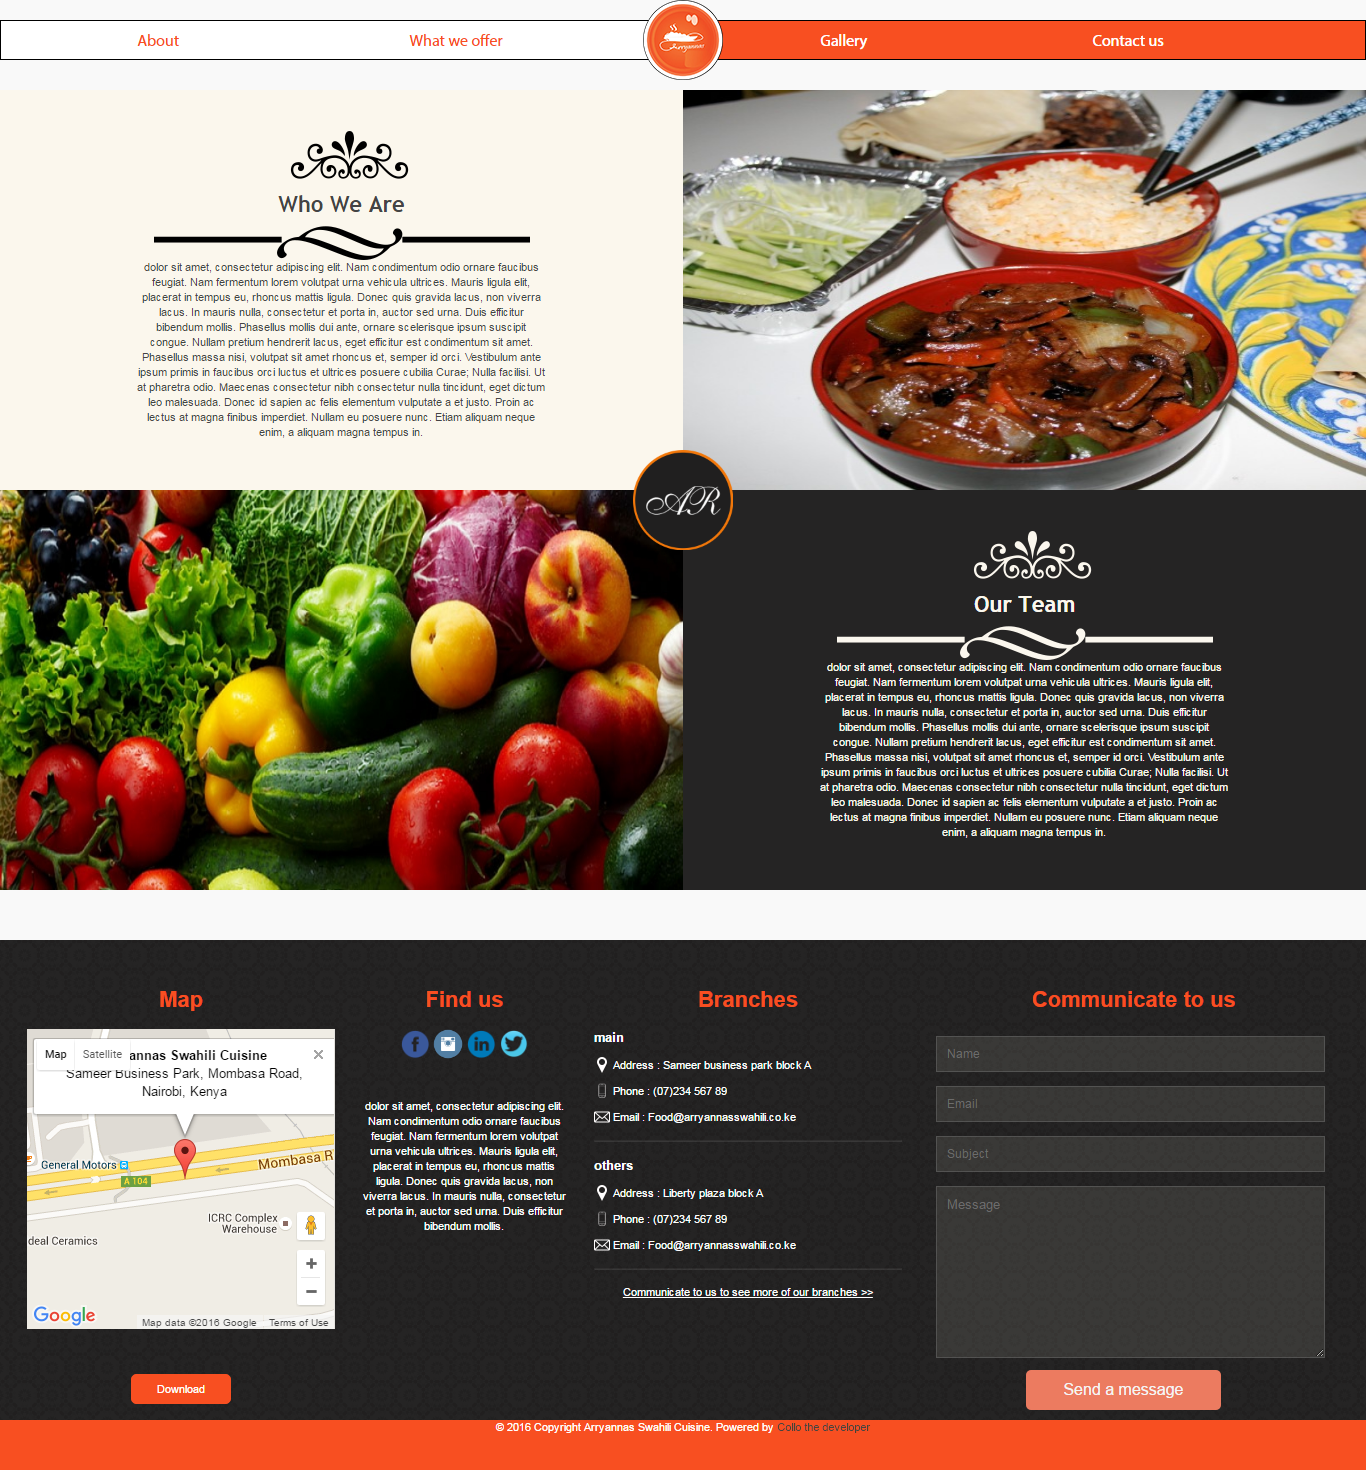 About
What we offer
Arryannas
Gallery
Contact us
Who We Are
dolor sit amet, consectetur adipiscing elit. Nam condimentum odio ornare faucibus
feugiat. Nam fermentum lorem volutpat urna vehicula ultrices. Mauris ligula elit,
placerat in tempus eu, rhoncus mattis ligula. Donec quis gravida lacus, non viverra
lacus. In mauris nulla, consectetur et porta in, auctor sed urna. Duis efficitur
bibendum mollis. Phasellus mollis dui ante, ornare scelerisque ipsum suscipit
congue. Nullam pretium hendrerit lacus, eget efficitur est condimentum sit amet.
Phasellus massa nisi, volutpat sit amet rhoncus et, semper id orci. Vestibulum ante
ipsum primis in faucibus orci luctus et ultrices posuere cubilia Curae; Nulla facilisi. Ut
at pharetra odio. Maecenas consectetur nibh consectetur nulla tincidunt, eget dictum
leo malesuada. Donec id sapien ac felis elementum vulputate a et justo. Proin ac
lectus at magna finibus imperdiet. Nullam eu posuere nunc. Etiam aliquam neque
enim, a aliquam magna tempus in.
AR
Our Team
dolor sit amet, consectetur adipiscing elit. Nam condimentum odio ornare faucibus
feugiat. Nam fermentum lorem volutpat urna vehicula ultrices. Mauris ligula elit,
placerat in tempus eu, rhoncus mattis ligula. Donec quis gravida lacus, non viverra
lacus. In mauris nulla, consectetur et porta in, auctor sed urna. Duis efficitur
bibendum mollis. Phasellus mollis dui ante, ornare scelerisque ipsum suscipit
congue. Nullam pretium hendrerit lacus, eget efficitur est condimentum sit amet.
Phasellus massa nisi, volutpat sit amet rhoncus et, semper id orci. Vestibulum ante
ipsum primis in faucibus orci luctus et ultrices posuere cubilia Curae; Nulla facilisi. Ut
at pharetra odio. Maecenas consectetur nibh consectetur nulla tincidunt, eget dictum
leo malesuada. Donec id sapien ac felis elementum vulputate a et justo. Proin ac
lectus at magna finibus imperdiet. Nullam eu posuere nunc. Etiam aliquam neque
enim, a aliquam magna tempus in.
Map
Map Satellite
annas Swahili Cuisine
Sameer Business Park, Mombasa Road,
Nairobi, Kenya
General Motors
Mombasa R
A 104
ICRC Complex
Warehouse
deal Ceramics
Google
Map data ©2016 Google
Terms of Use
Download
Find us
dolor sit amet, consectetur adipiscing elit.
Nam condimentum odio ornare faucibus
feugiat. Nam fermentum lorem volutpat
urna vehicula ultrices. Mauris ligula elit,
placerat in tempus eu, rhoncus mattis
ligula. Donec quis gravida lacus, non
viverra lacus. In mauris nulla, consectetur
et porta in, auctor sed urna. Duis efficitur
bibendum mollis.
Branches
main
Address : Sameer business park block A
Phone : (07)234 567 89
Email : Food@arryannasswahili.co.ke
others
Address : Liberty plaza block A
Phone : (07)234 567 89
Email : Food@arryannasswahili.co.ke
Communicate to us to see more of our branches >>
Communicate to us
Name
Email
Subject
Message
Send a message
© 2016 Copyright Arryannas Swahili Cuisine. Powered by Collo the developer